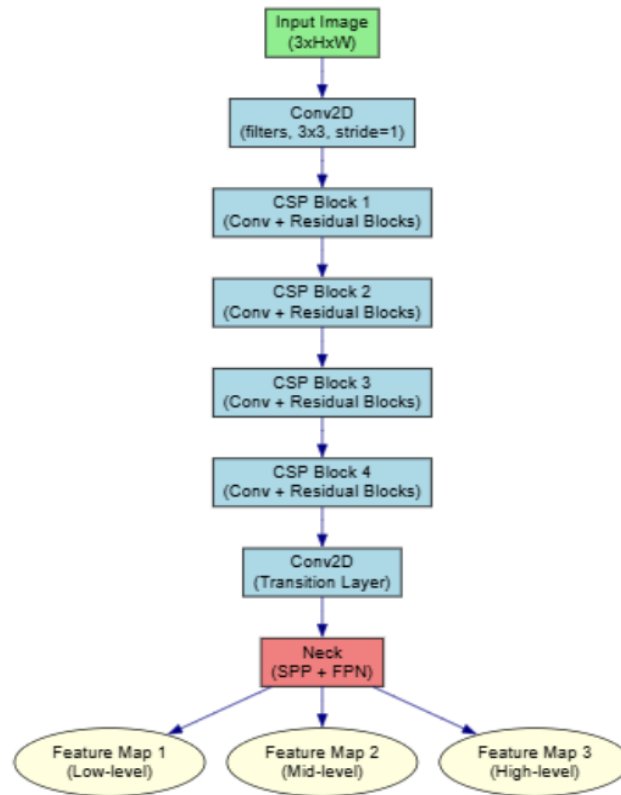 Input Image
(3xHxW)
Conv2D
(filters, 3x3, stride=1)
CSP Block 1
(Conv + Residual Blocks)
CSP Block 2
(Conv + Residual Blocks)
CSP Block 3
(Conv + Residual Blocks)
CSP Block 4
(Conv + Residual Blocks)
Conv2D
(Transition Layer)
Neck
(SPP + FPN)
Feature Map 1
(Low-level)
Feature Map 2
(Mid-level)
Feature Map 3
(High-level)